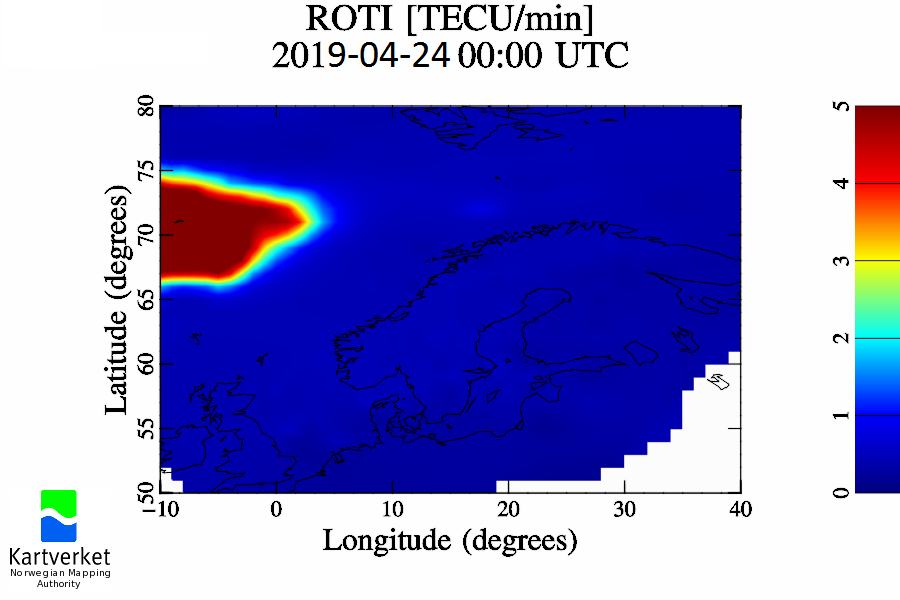 ROTI [TECU/min]
2019-04-24 00:00 UTC
80
75
70
65
60
55
50
Latitude (degrees)
-10
0
10
20
30
40
Longitude (degrees)
5
4
3
2
1
0
Kartverket
Norwegian Mapping
Authority